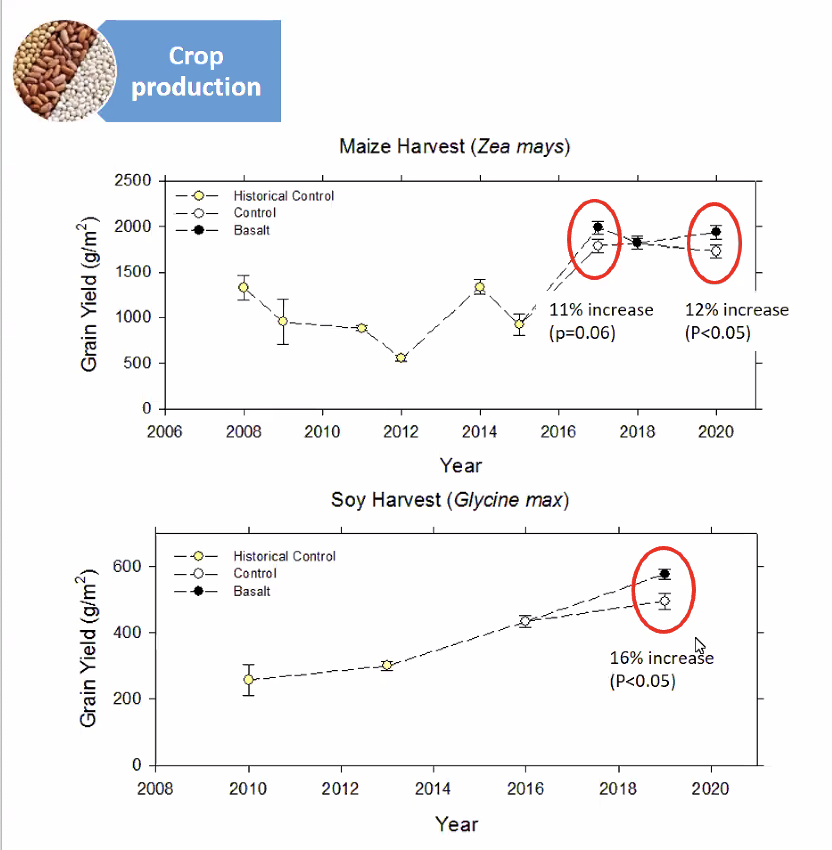 Crop
production
Maize Harvest (Zea mays)
2500
2000
1500
1000
500
0
Grain Yield (g/m²)
Historical Control
Control
Basalt
11% increase
(p=0.06)
12% increase
(P<0.05)
2006 2008 2010 2012 2014 2016 2018 2020
Year
Soy Harvest (Glycine max)
600
400
200
0
Grain Yield (g/m²)
Historical Control
Control
Basalt
16% increase
(P<0.05)
2008 2010 2012 2014 2016 2018 2020
Year